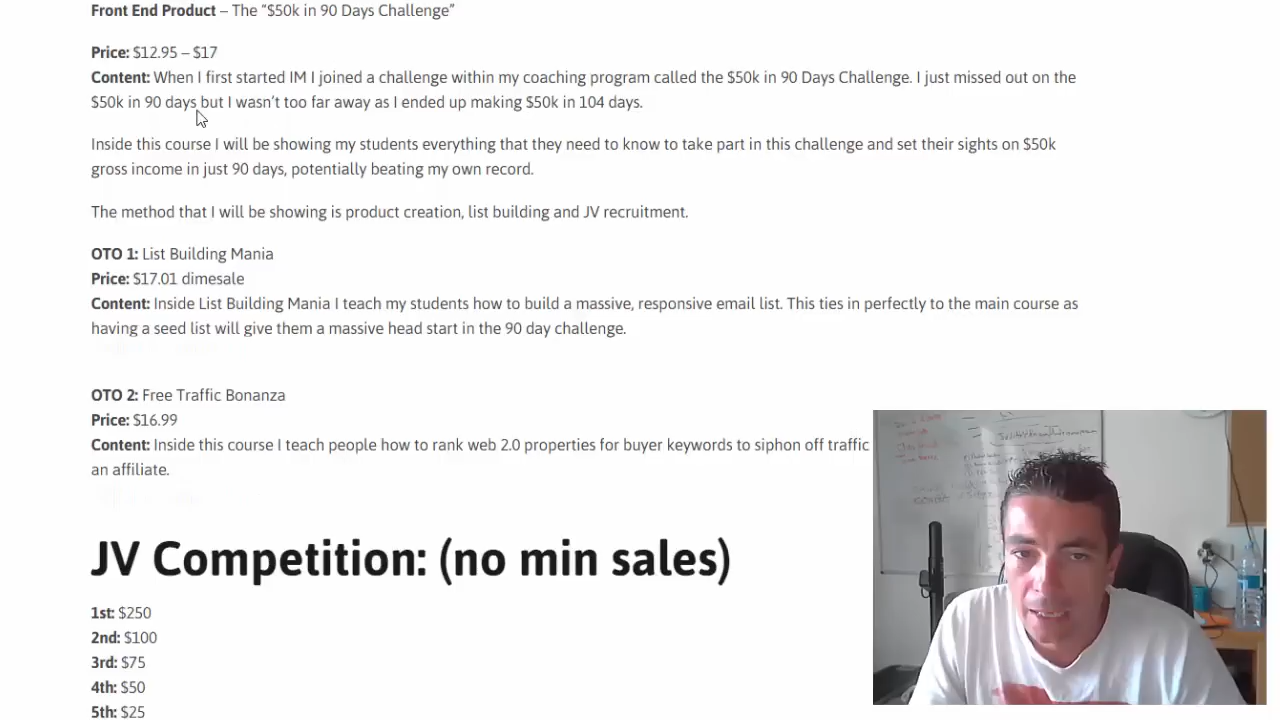 Front End Product – The “$50k in 90 Days Challenge”
Price: $12.95 – $17
Content: When I first started IM I joined a challenge within my coaching program called the $50k in 90 Days Challenge. I just missed out on the
$50k in 90 days but I wasn’t too far away as I ended up making $50k in 104 days.
Inside this course I will be showing my students everything that they need to know to take part in this challenge and set their sights on $50k
gross income in just 90 days, potentially beating my own record.
The method that I will be showing is product creation, list building and JV recruitment.
OTO 1: List Building Mania
Price: $17.01 dimesale
Content: Inside List Building Mania I teach my students how to build a massive, responsive email list. This ties in perfectly to the main course as
having a seed list will give them a massive head start in the 90 day challenge.
OTO 2: Free Traffic Bonanza
Price: $16.99
Content: Inside this course I teach people how to rank web 2.0 properties for buyer keywords to siphon off traffic
an affiliate.
JV Competition: (no min sales)
1st: $250
2nd: $100
3rd: $75
4th: $50
5th: $25